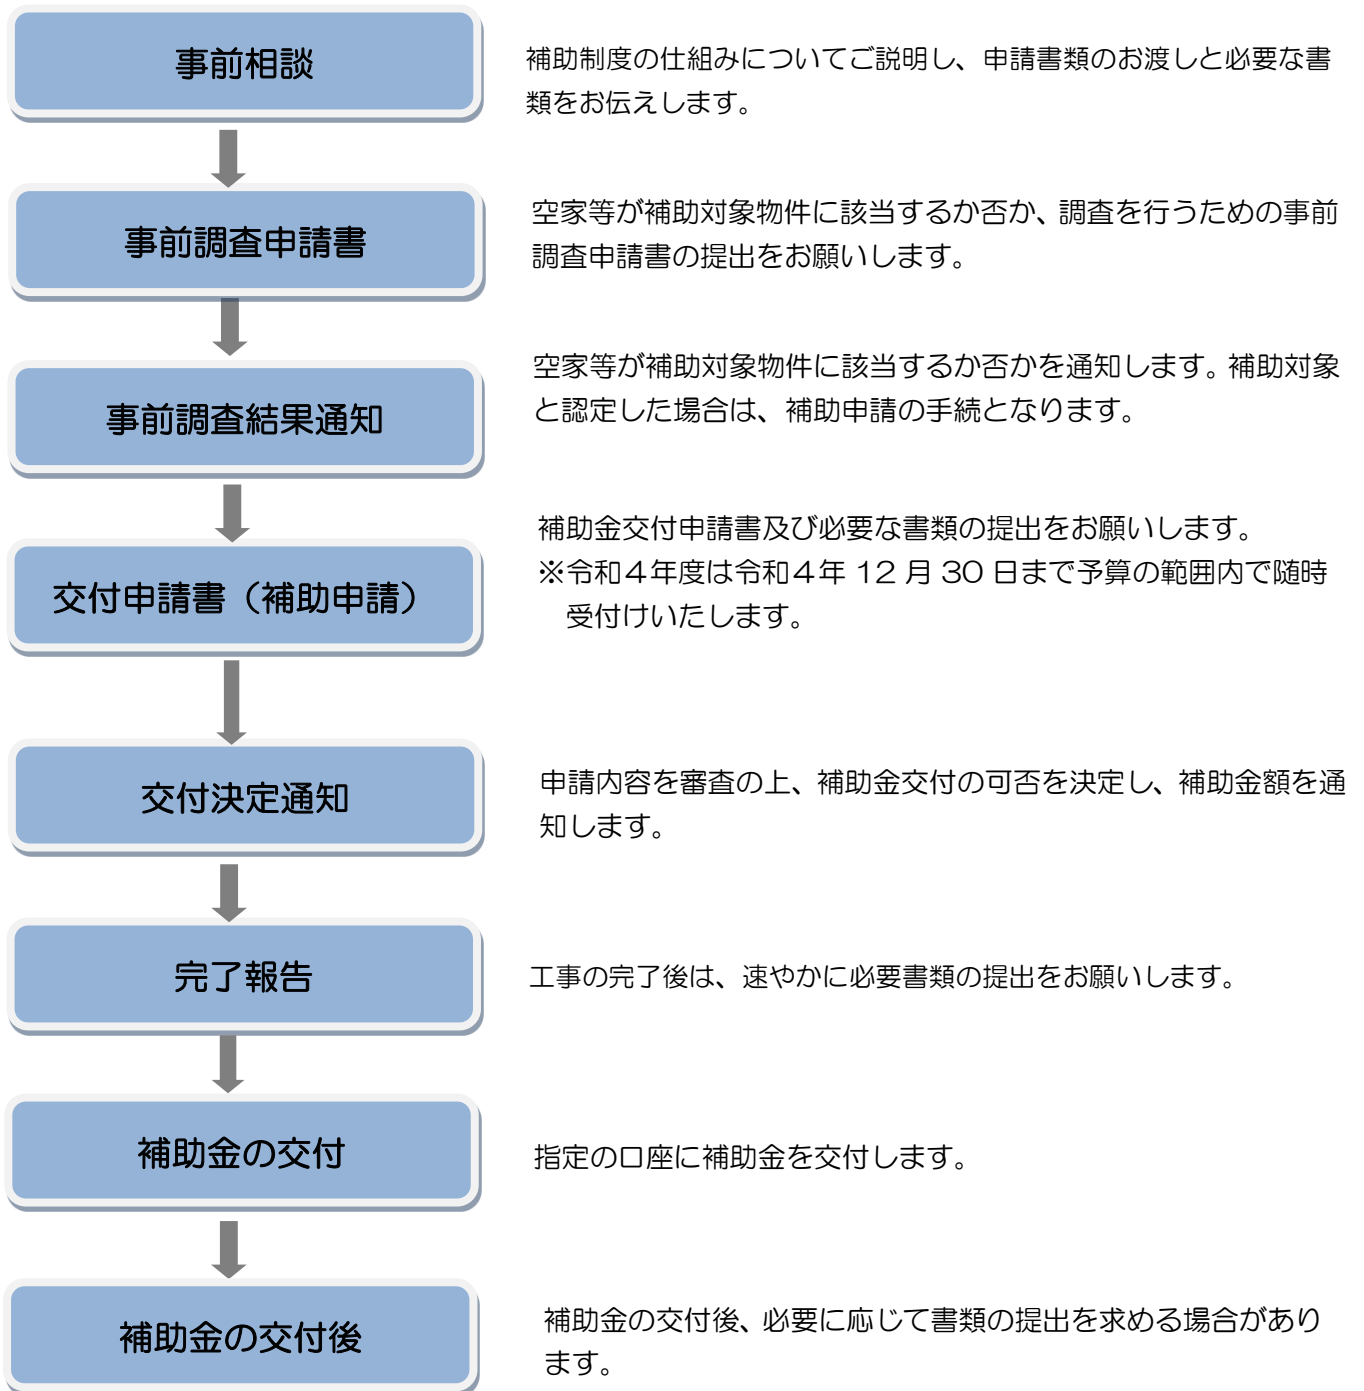 事前相談
補助制度の仕組みについてご説明し、申請書類のお渡しと必要な書
類をお伝えします。
事前調査申請書
空家等が補助対象物件に該当するか否か、調査を行うための事前
調査申請書の提出をお願いします。
事前調査結果通知
空家等が補助対象物件に該当するか否かを通知します。補助対象
と認定した場合は、補助申請の手続となります。
交付申請書（補助申請）
補助金交付申請書及び必要な書類の提出をお願いします。
※令和４年度は令和４年 12 月 30 日まで予算の範囲内で随時
受付けいたします。
交付決定通知
申請内容を審査の上、補助金交付の可否を決定し、補助金額を通
知します。
完了報告
工事の完了後は、速やかに必要書類の提出をお願いします。
補助金の交付
指定の口座に補助金を交付します。
補助金の交付後
補助金の交付後、必要に応じて書類の提出を求める場合があり
ます。